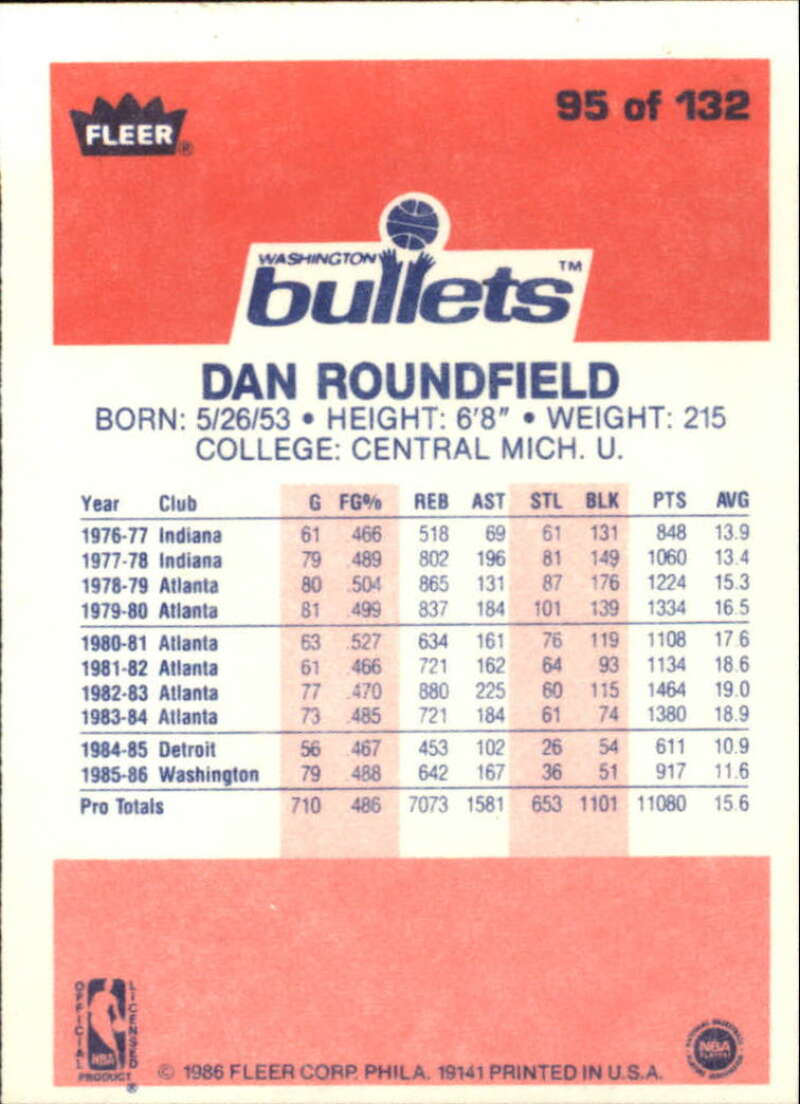 95 of 132
FLEER®
WASHINGTON
bullets™
DAN ROUNDFIELD
BORN: 5/26/53 • HEIGHT: 6'8" • WEIGHT: 215
COLLEGE: CENTRAL MICH. U.
Year Club G FG% REB AST STL BLK PTS AVG
1976-77 Indiana 61 .466 518 69 61 131 848 13.9
1977-78 Indiana 79 .489 802 196 81 149 1060 13.4
1978-79 Atlanta 80 .504 865 131 87 176 1224 15.3
1979-80 Atlanta 81 .499 837 184 101 139 1334 16.5
1980-81 Atlanta 63 .527 634 161 76 119 1108 17.6
1981-82 Atlanta 61 .466 721 162 64 93 1134 18.6
1982-83 Atlanta 77 .470 880 225 60 115 1464 19.0
1983-84 Atlanta 73 .485 721 184 61 74 1380 18.9
1984-85 Detroit 56 .467 453 102 26 54 611 10.9
1985-86 Washington 79 .488 642 167 36 51 917 11.6
Pro Totals 710 .486 7073 1581 653 1101 11080 15.6
OFFICIAL LICENSED
NBA
PRODUCT ®
NBA
PLAYERS
© 1986 FLEER CORP. PHILA. 19141 PRINTED IN U.S.A.